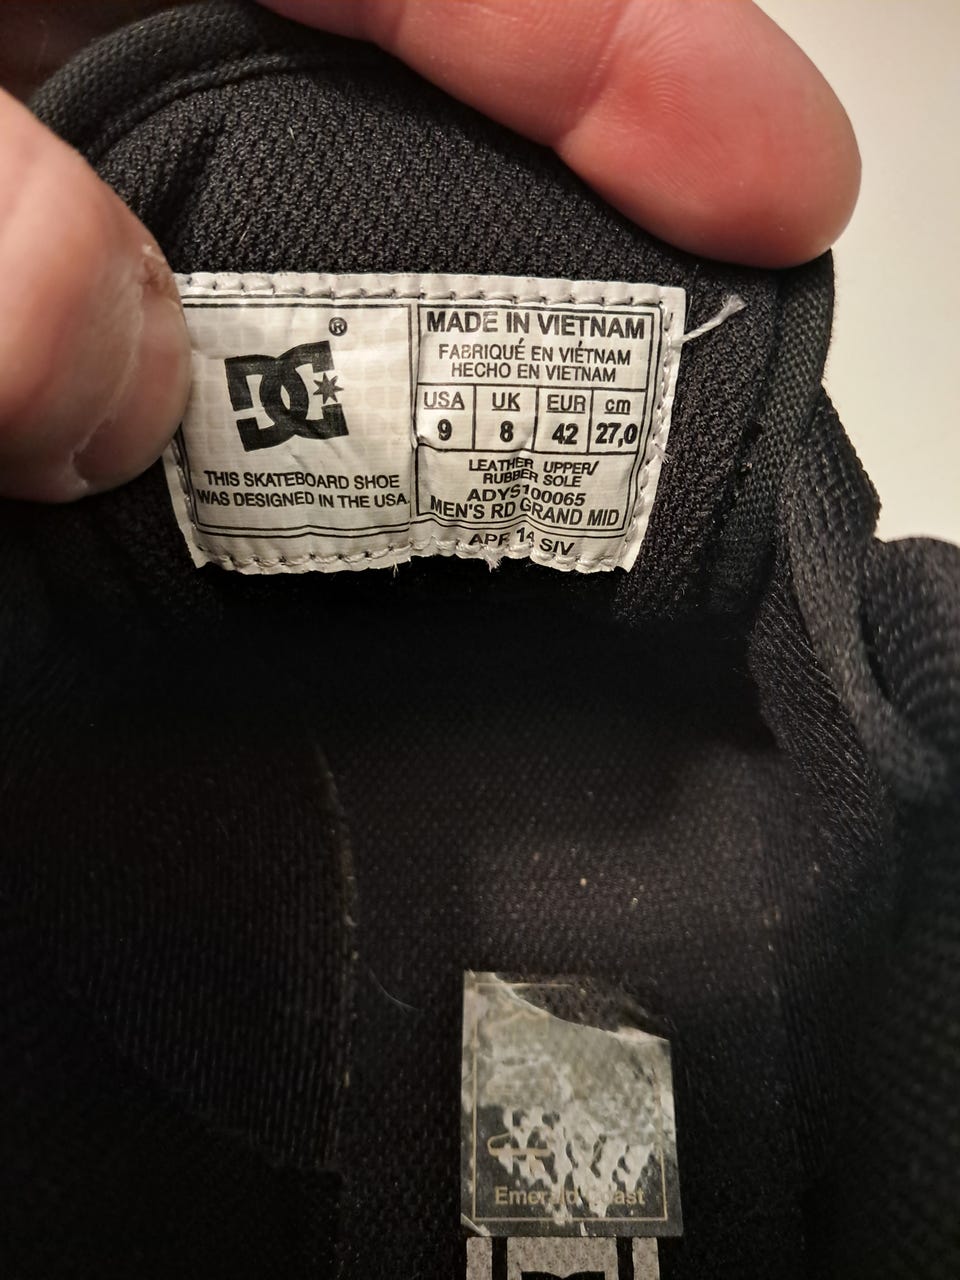 ®
DC
THIS SKATEBOARD SHOE
WAS DESIGNED IN THE USA.
MADE IN VIETNAM
FABRIQUÉ EN VIÉTNAM
HECHO EN VIETNAM
USA UK EUR cm
9 8 42 27,0
LEATHER UPPER/
RUBBER SOLE
ADYS100065
MEN'S RD GRAND MID
APR 14 SIV
Emerald Coast